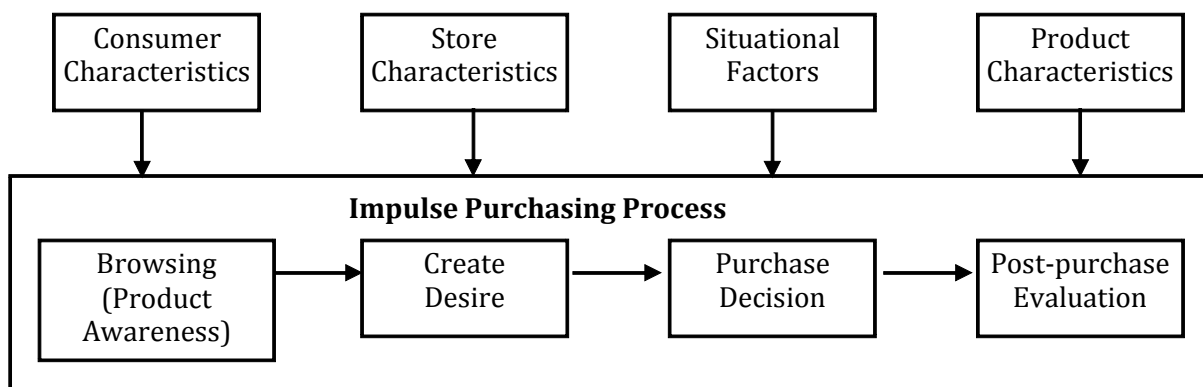 Consumer
Characteristics
Store
Characteristics
Situational
Factors
Product
Characteristics
Impulse Purchasing Process
Browsing
(Product
Awareness)
Create
Desire
Purchase
Decision
Post-purchase
Evaluation